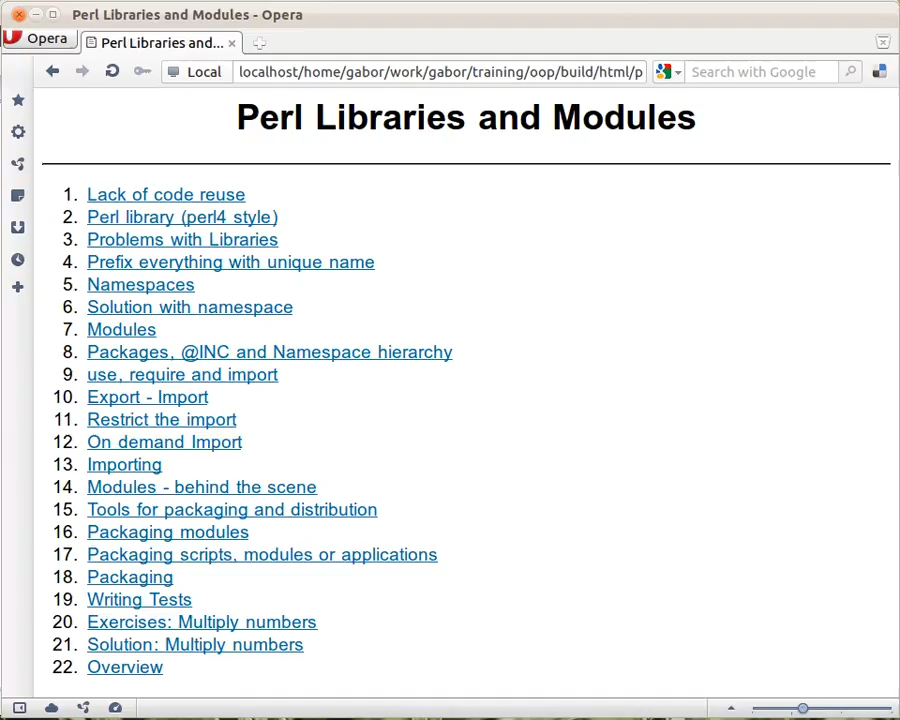 Perl Libraries and Modules - Opera
Opera
Perl Libraries and...
Local
localhost/home/gabor/work/gabor/training/oop/build/html/p
Search with Google
Perl Libraries and Modules
1. Lack of code reuse
2. Perl library (perl4 style)
3. Problems with Libraries
4. Prefix everything with unique name
5. Namespaces
6. Solution with namespace
7. Modules
8. Packages, @INC and Namespace hierarchy
9. use, require and import
10. Export - Import
11. Restrict the import
12. On demand Import
13. Importing
14. Modules - behind the scene
15. Tools for packaging and distribution
16. Packaging modules
17. Packaging scripts, modules or applications
18. Packaging
19. Writing Tests
20. Exercises: Multiply numbers
21. Solution: Multiply numbers
22. Overview